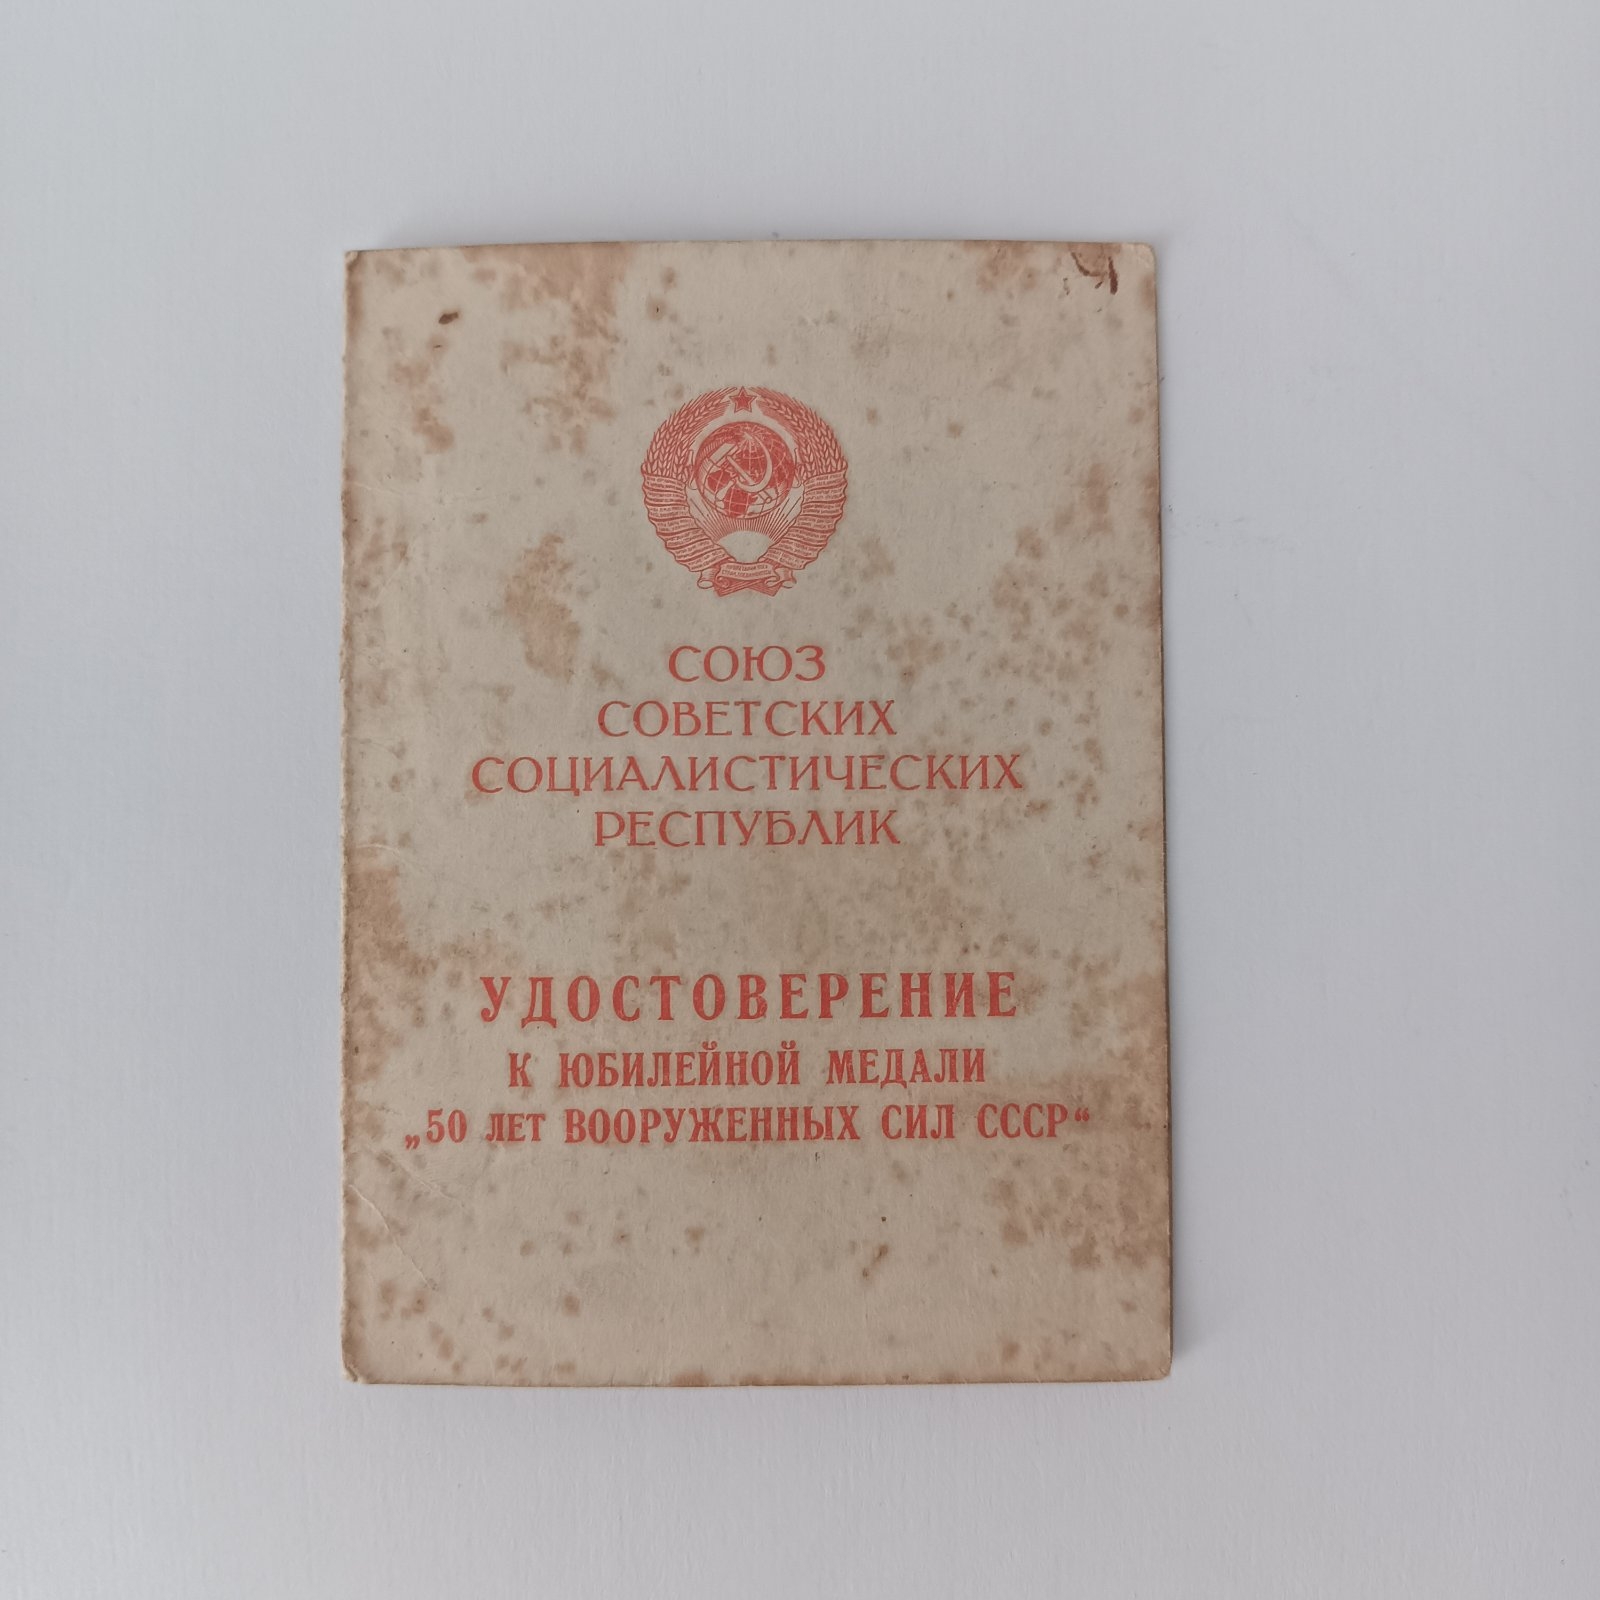 СОЮЗ
СОВЕТСКИХ
СОЦИАЛИСТИЧЕСКИХ
РЕСПУБЛИК
УДОСТОВЕРЕНИЕ
К ЮБИЛЕЙНОЙ МЕДАЛИ
„50 ЛЕТ ВООРУЖЕННЫХ СИЛ СССР“